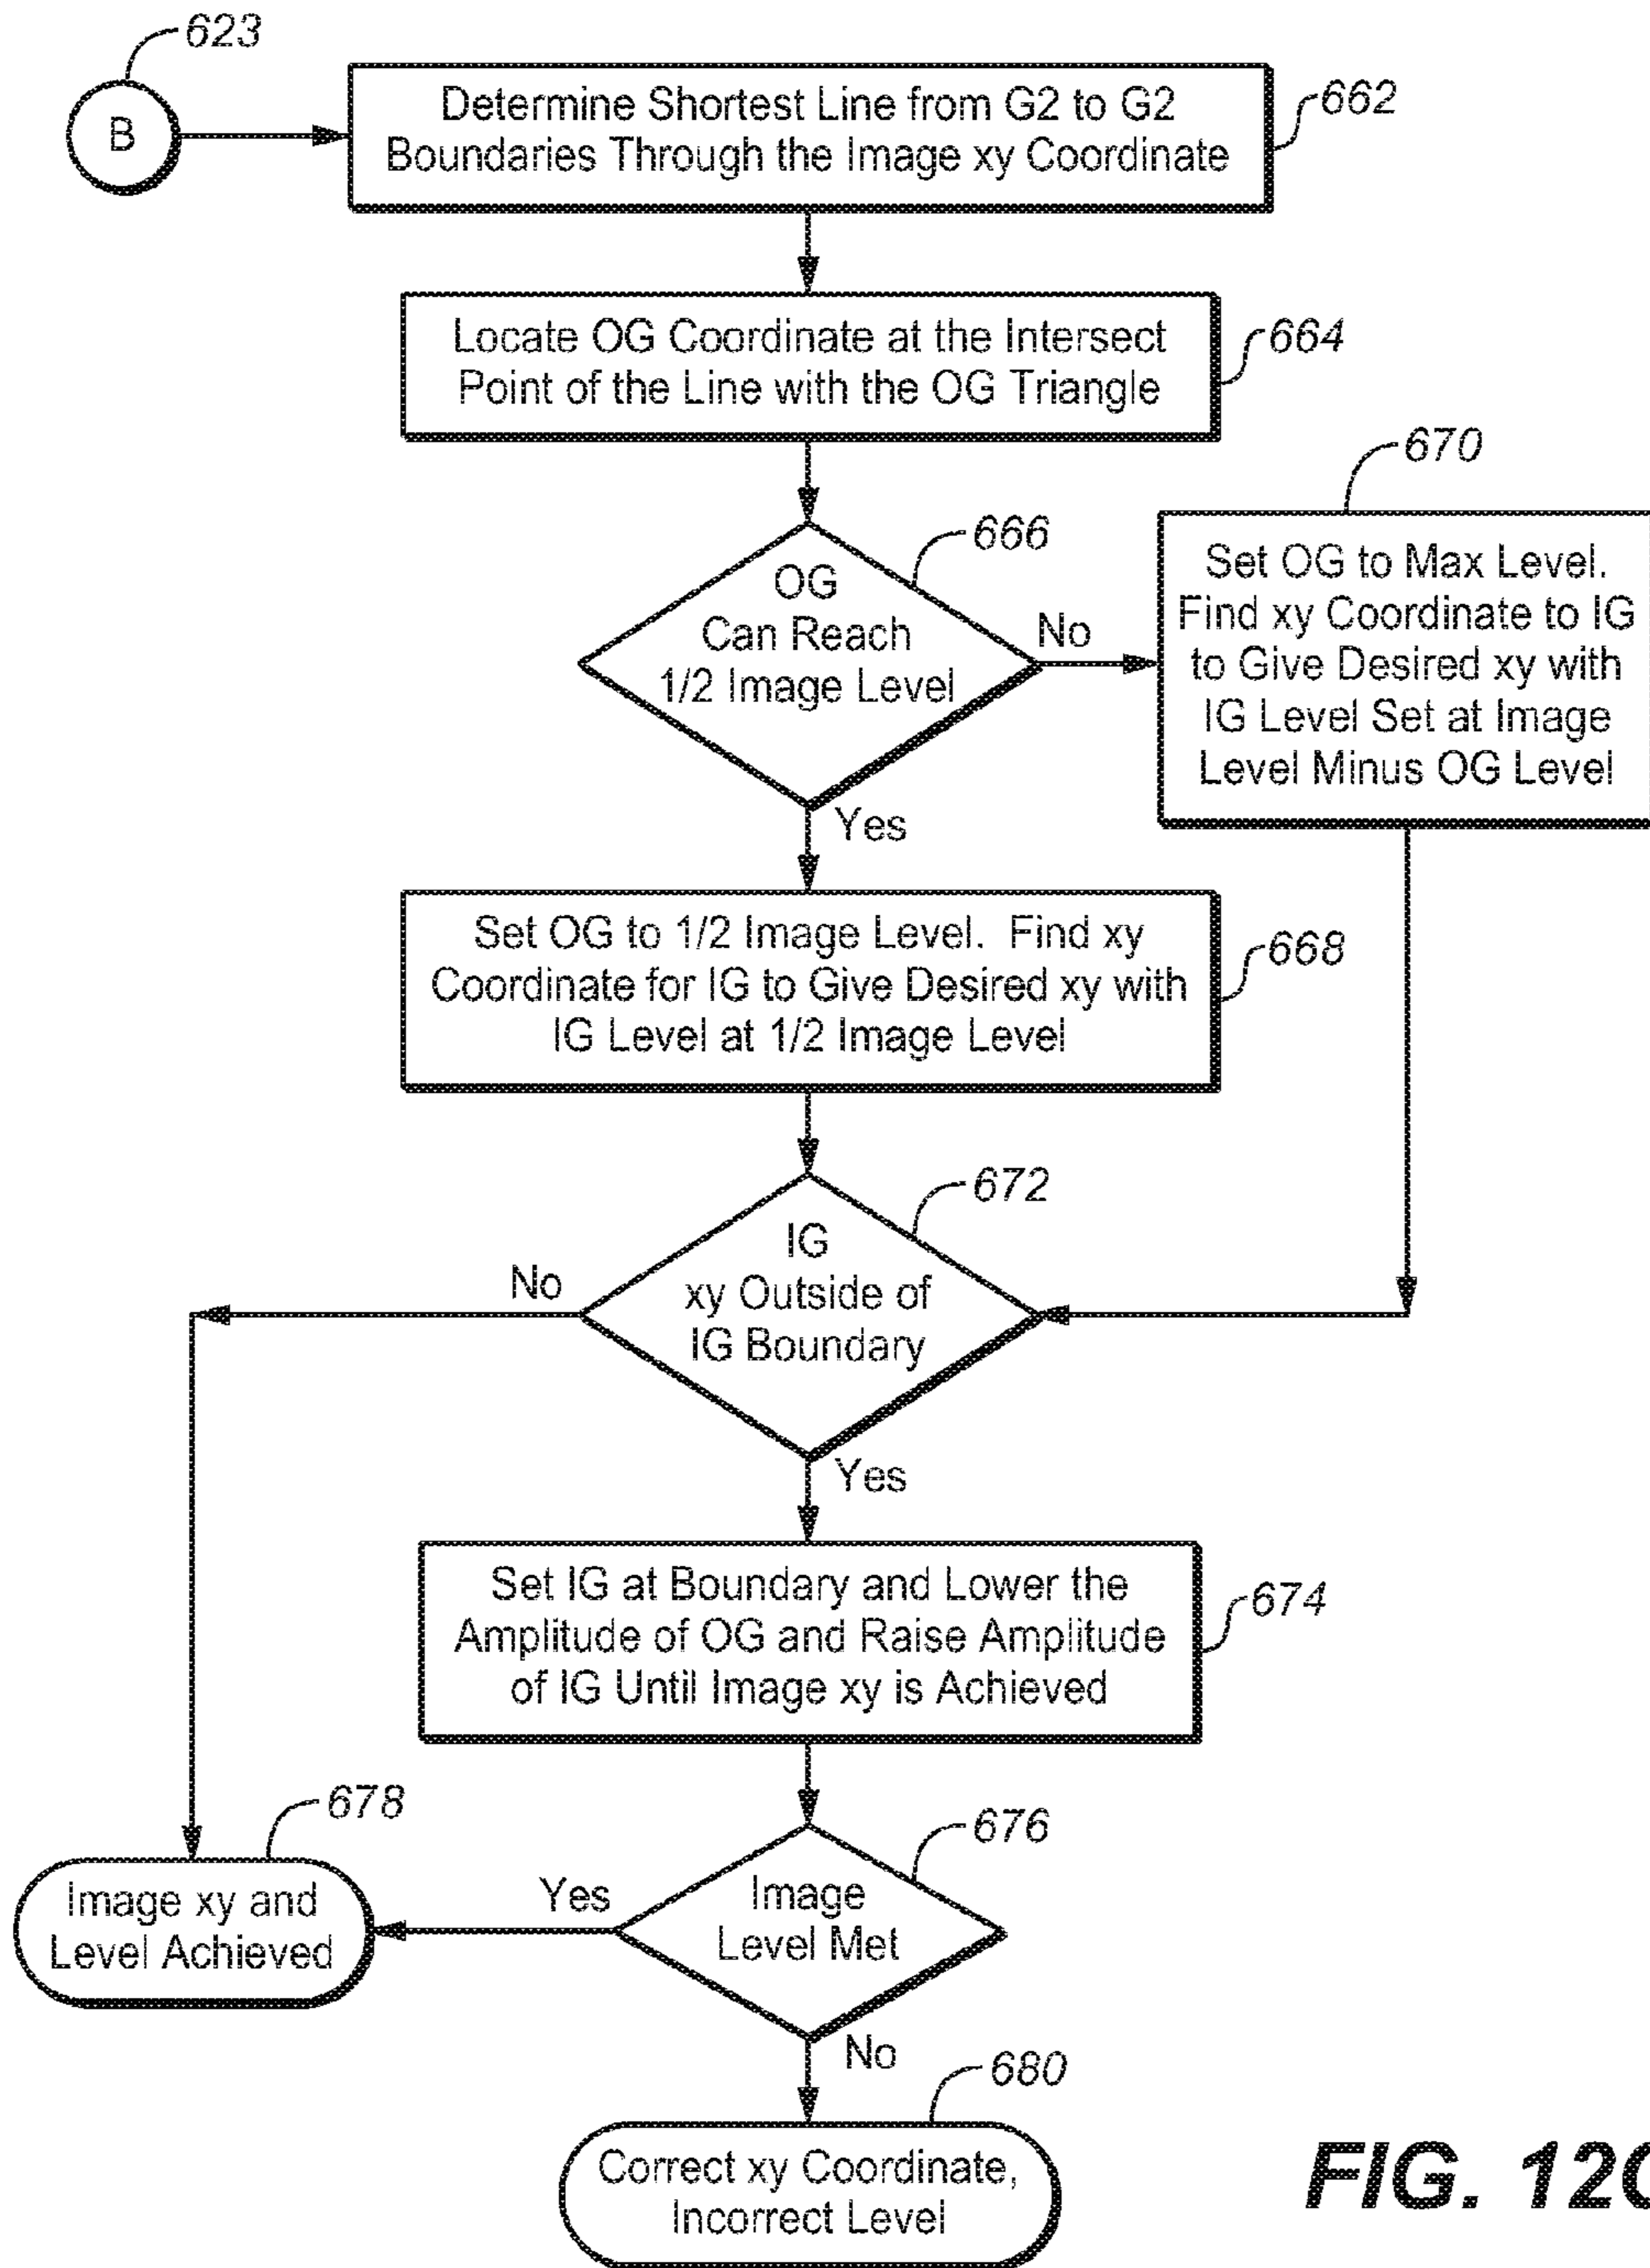 623
B
Determine Shortest Line from G2 to G2
Boundaries Through the Image xy Coordinate
662
Locate OG Coordinate at the Intersect
Point of the Line with the OG Triangle
664
670
666
OG
Can Reach
1/2 Image Level
No
Set OG to Max Level.
Find xy Coordinate to IG
to Give Desired xy with
IG Level Set at Image
Level Minus OG Level
Yes
Set OG to 1/2 Image Level. Find xy
Coordinate for IG to Give Desired xy with
IG Level at 1/2 Image Level
668
672
IG
xy Outside of
IG Boundary
No
Yes
Set IG at Boundary and Lower the
Amplitude of OG and Raise Amplitude
of IG Until Image xy is Achieved
674
678
676
Image xy and
Level Achieved
Yes
Image
Level Met
No
680
Correct xy Coordinate,
Incorrect Level
FIG.